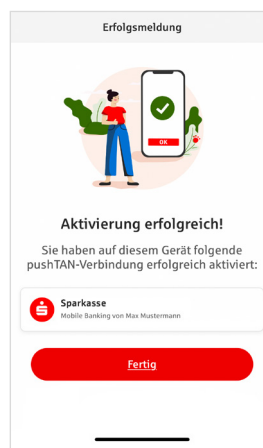 Erfolgsmeldung
OK
Aktivierung erfolgreich!
Sie haben auf diesem Gerät folgende
pushTAN-Verbindung erfolgreich aktiviert:
Sparkasse
Mobile Banking von Max Mustermann
Fertig